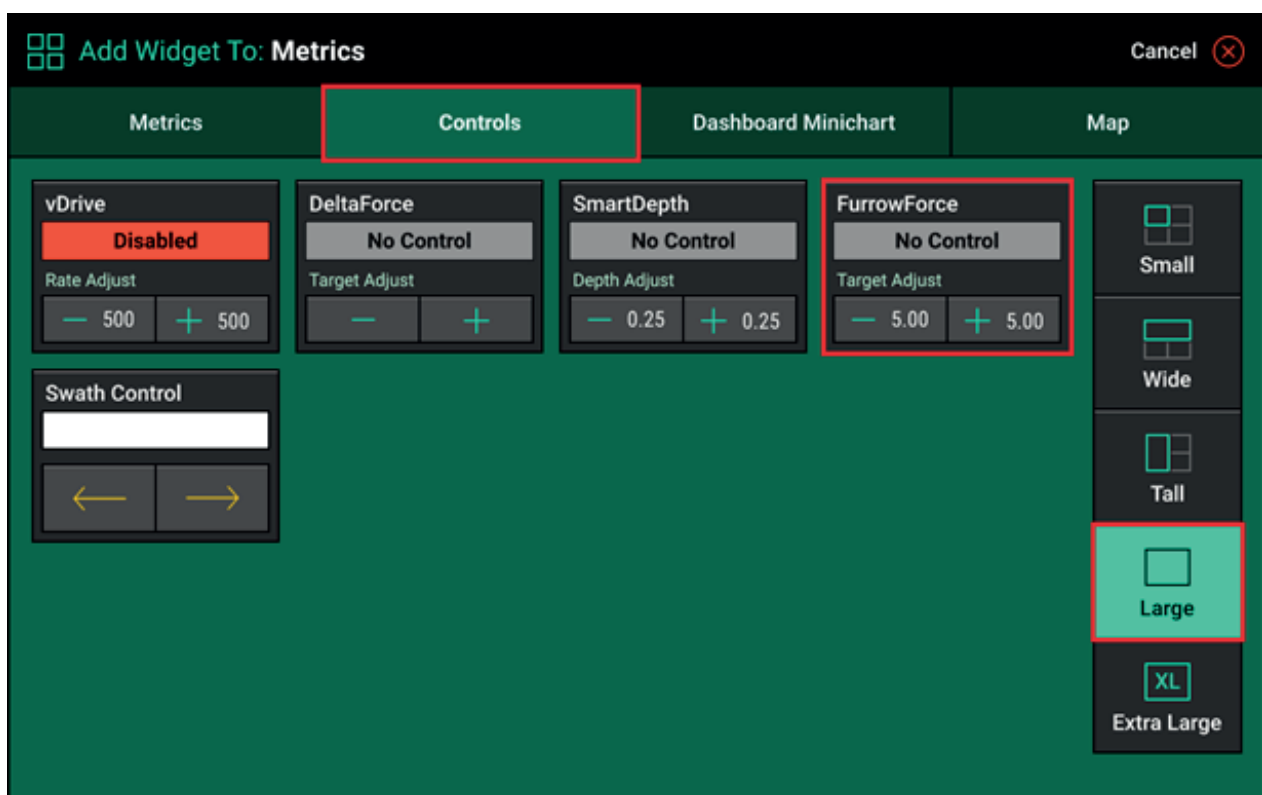 Add Widget To: Metrics
Cancel
Metrics
Controls
Dashboard Minichart
Map
vDrive
Disabled
Rate Adjust
— 500 + 500
DeltaForce
No Control
Target Adjust
— +
SmartDepth
No Control
Depth Adjust
— 0.25 + 0.25
FurrowForce
No Control
Target Adjust
— 5.00 + 5.00
Swath Control
Small
Wide
Tall
Large
XL
Extra Large